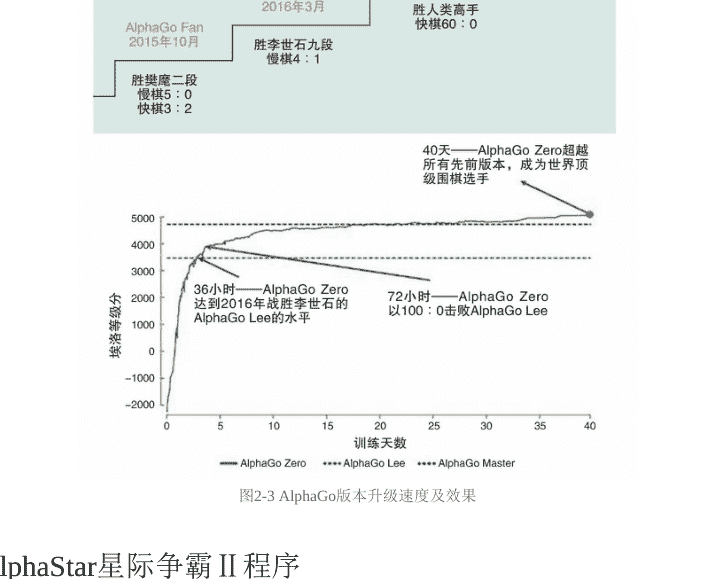 2016年3月
胜人类高手
快棋60：0
AlphaGo Fan
2015年10月
胜李世石九段
慢棋4：1
胜樊麾二段
慢棋5：0
快棋3：2
40天——AlphaGo Zero超越
所有先前版本，成为世界顶
级围棋选手
5000
4000
3000
2000
1000
0
−1000
−2000
埃洛等级分
36小时——AlphaGo Zero
达到2016年战胜李世石的
AlphaGo Lee的水平
72小时——AlphaGo Zero
以100：0击败AlphaGo Lee
0 5 10 15 20 25 30 35 40
训练天数
AlphaGo Zero AlphaGo Lee AlphaGo Master
图2-3 AlphaGo版本升级速度及效果
lphaStar星际争霸Ⅱ程序